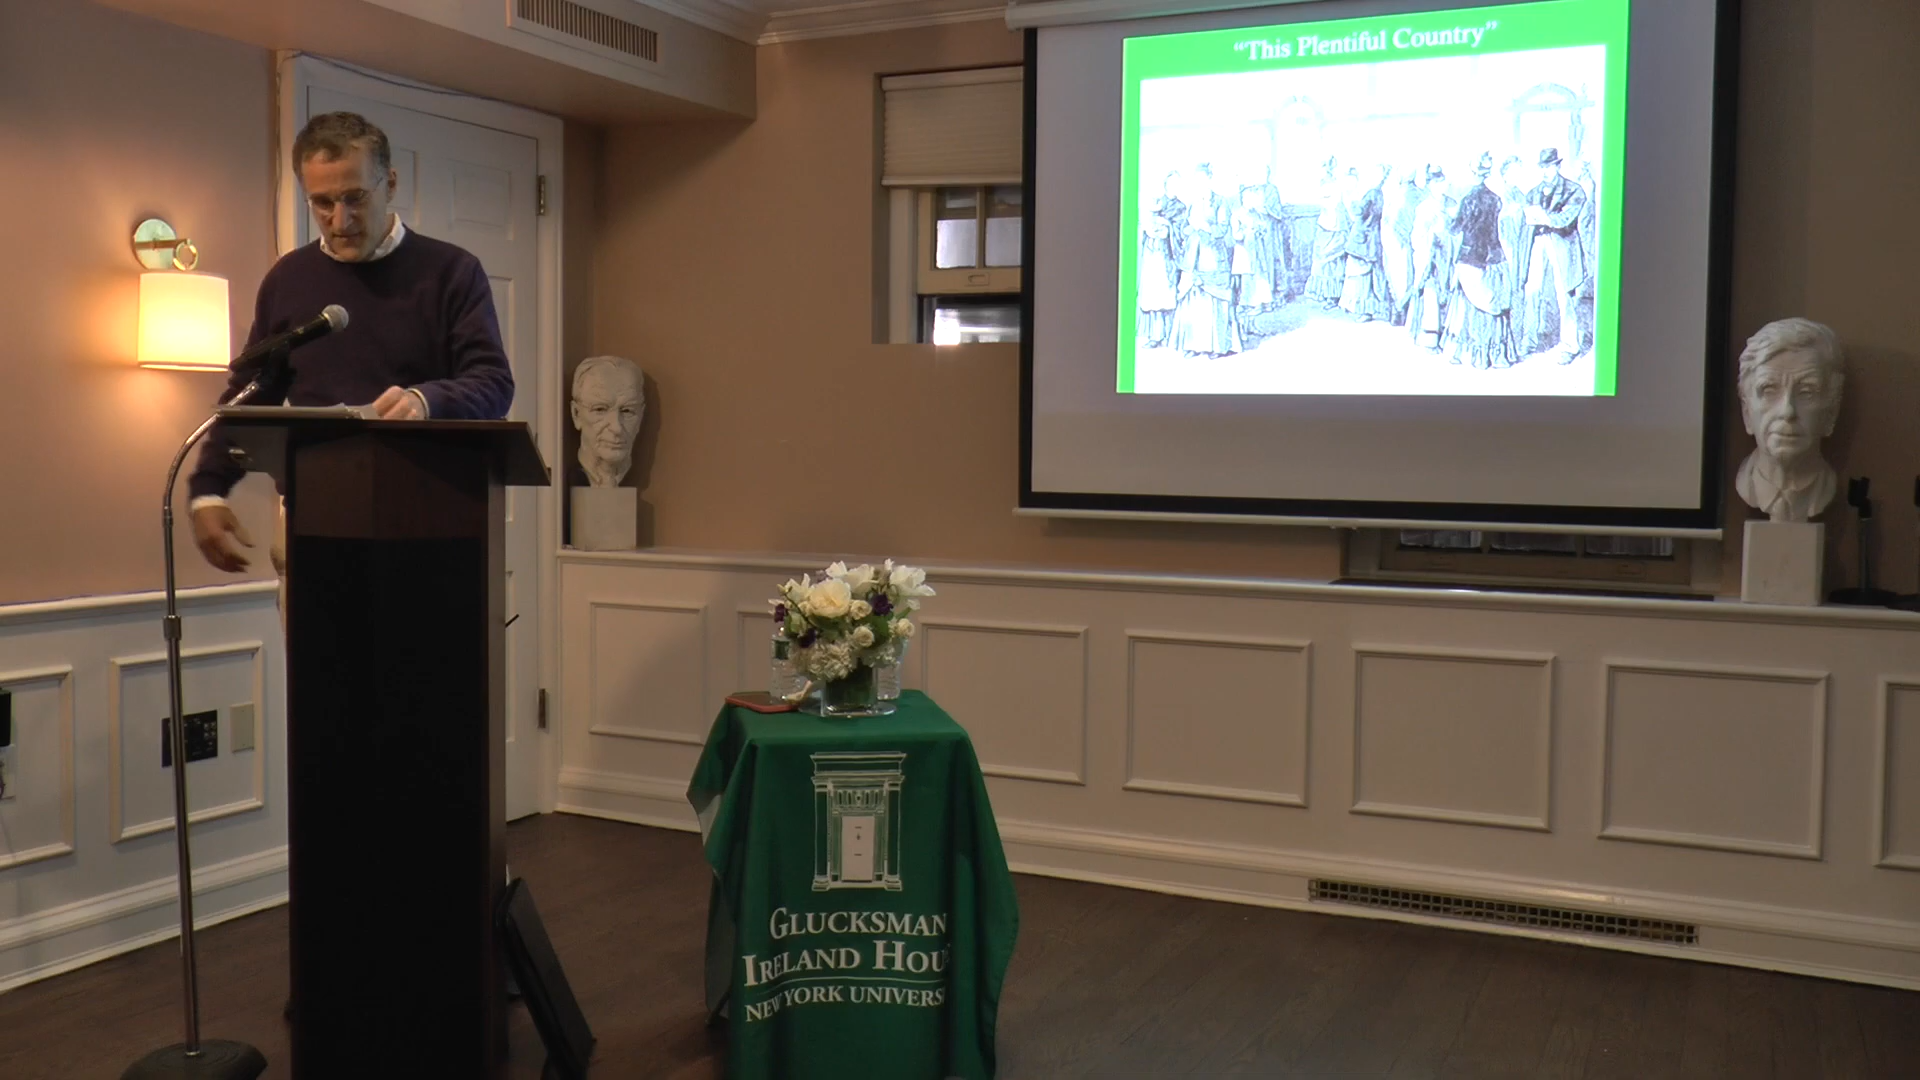 “This Plentiful Country”
GLUCKSMAN
IRELAND HOU
NEW YORK UNIVERS